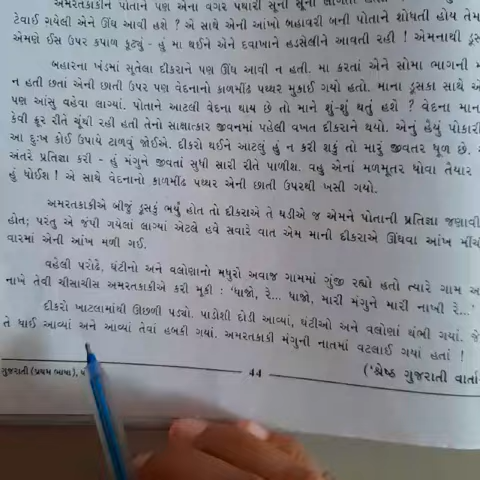 અમરતકાકીને પોતાને પણ એના વગર પથારી સૂની સૂની લાગતી
ટેવાઈ ગયેલી એને ઊંઘ આવી હશે ? એ સાથે એની આંખો બહાવરી બની પોતાને શોધતી હોય તેમ
એમણે ઈસ ઉપર કપાળ કૂટ્યું - હું મા થઈને એને દવાખાને હડસેલીને આવતી રહી ! એમનાથી ડૂસ
બહારના ખંડમાં સૂતેલા દીકરાને પણ ઊંઘ આવી ન હતી. મા કરતાં એને સોમા ભાગની
ન હતી છતાં એની છાતી ઉપર પણ વેદનાનો કાળમીંઢ પથ્થર મુકાઈ ગયો હતો. માના ડૂસકા સાથે એ
પણ આંસુ વહેવા લાગ્યાં. પોતાને આટલી વેદના થાય છે તો માને શું-શું થતું હશે ? વેદના માન
કેવી ક્રૂર રીતે ચૂંથી રહી હતી તેનો સાક્ષાત્કાર જીવનમાં પહેલી વખત દીકરાને થયો. એનું હૈયું પોકારી
આ દુઃખ કોઈ ઉપાયે ટાળવું જોઈએ. દીકરો થઈને આટલું હું ન કરી શકું તો મારું જીવતર ધૂળ છે.
અંતરે પ્રતિજ્ઞા કરી - હું મંગુને જીવતાં સુધી સારી રીતે પાળીશ. વહુ એનાં મળમૂતર ધોવા તૈયાર
હું ધોઈશ ! એ સાથે વેદનાનો કાળમીંઢ પથ્થર એની છાતી ઉપરથી ખસી ગયો.
અમરતકાકીએ બીજું ડૂસકું ભર્યું હોત તો દીકરાએ તે ઘડીએ જ એમને પોતાની પ્રતિજ્ઞા જણાવી
હોત; પરંતુ એ જંપી ગયેલાં લાગ્યાં એટલે હવે સવારે વાત એમ માની દીકરાએ ઊંઘવા આંખ મીંચ
વારમાં એની આંખ મળી ગઈ.
વહેલી પરોઢે, ઘંટીનો અને વલોણાનો મધુરો અવાજ ગામમાં ગુંજી રહ્યો હતો ત્યારે ગામ આ
નાખે તેવી ચીસાચીસ અમરતકાકીએ કરી મૂકી : 'ધાજો, રે... ધાજો, મારી મંગુને મારી નાખી રે...'
દીકરો ખાટલામાંથી ઊછળી પડ્યો. પાડોશી દોડી આવ્યાં, ઘંટીઓ અને વલોણાં થંભી ગયાં. જે
તે ધાઈ આવ્યાં અને આવ્યાં તેવાં હબકી ગયાં. અમરતકાકી મંગુની નાતમાં વટલાઈ ગયાં હતાં !
('શ્રેષ્ઠ ગુજરાતી વાર્તા
ગુજરાતી (પ્રથમ ભાષા),
44